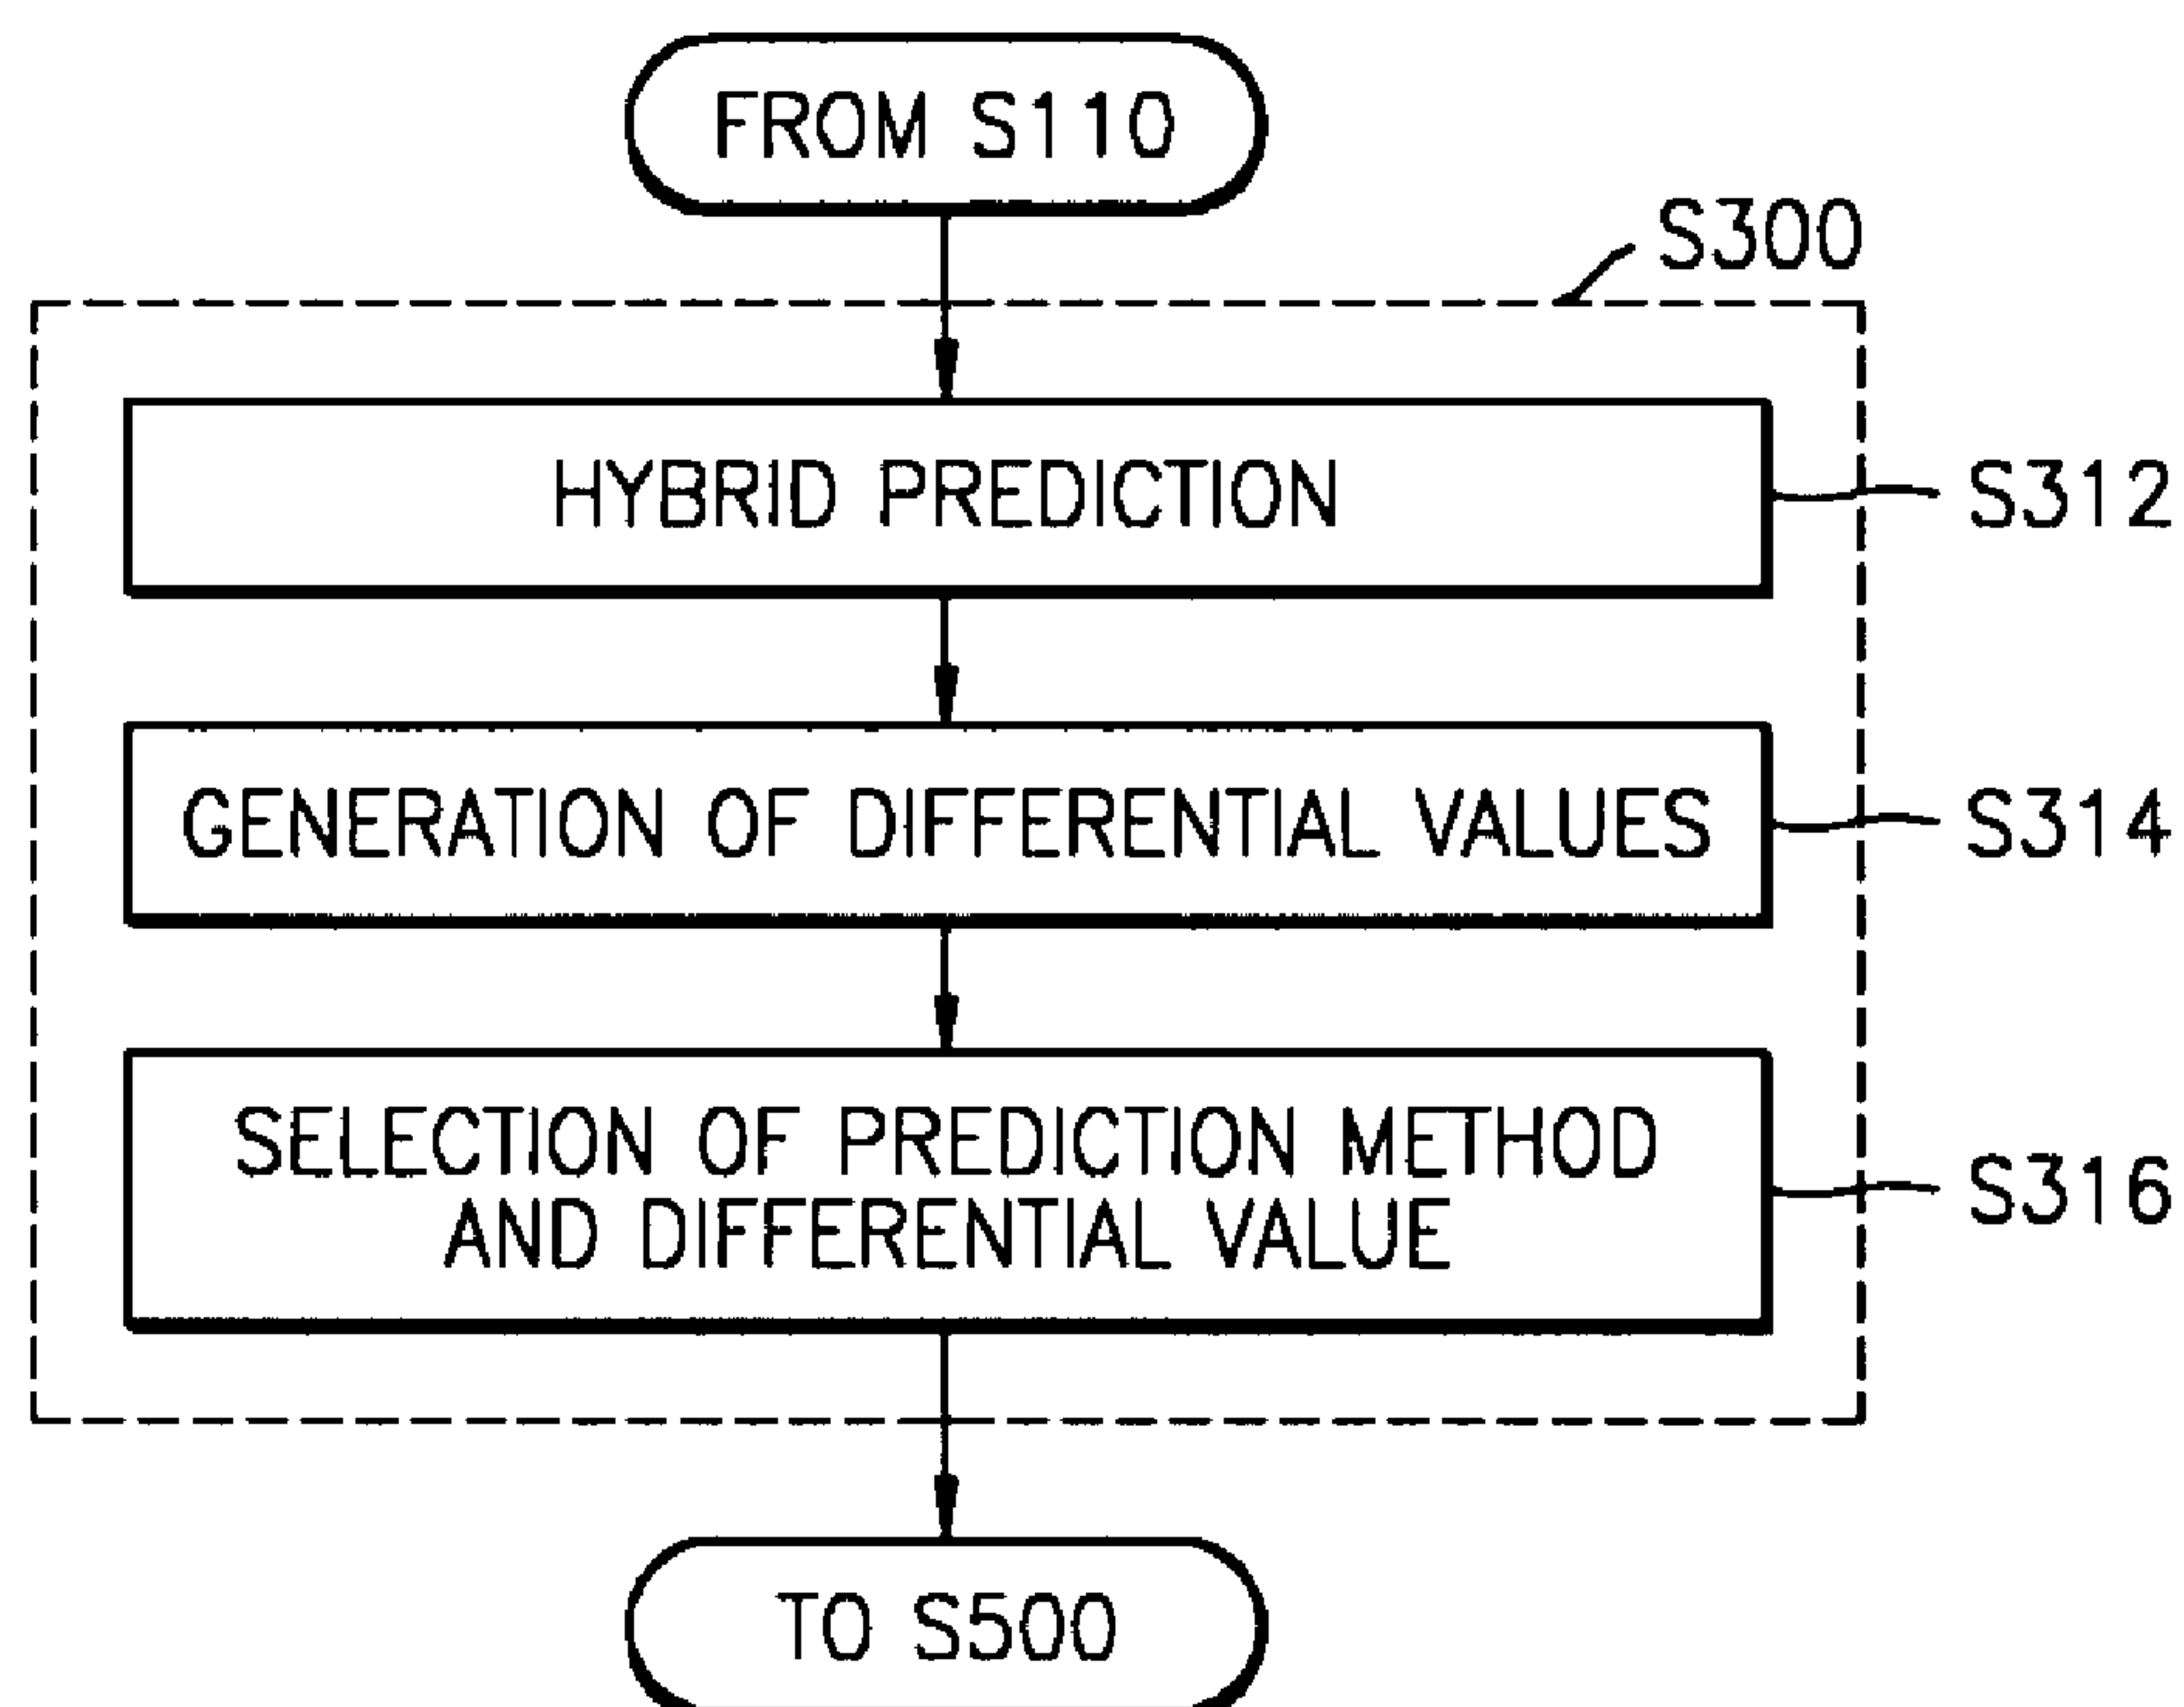 FROM S110
S300
HYBRID PREDICTION
S312
GENERATION OF DIFFERENTIAL VALUES
S314
SELECTION OF PREDICTION METHOD
AND DIFFERENTIAL VALUE
S316
TO S500